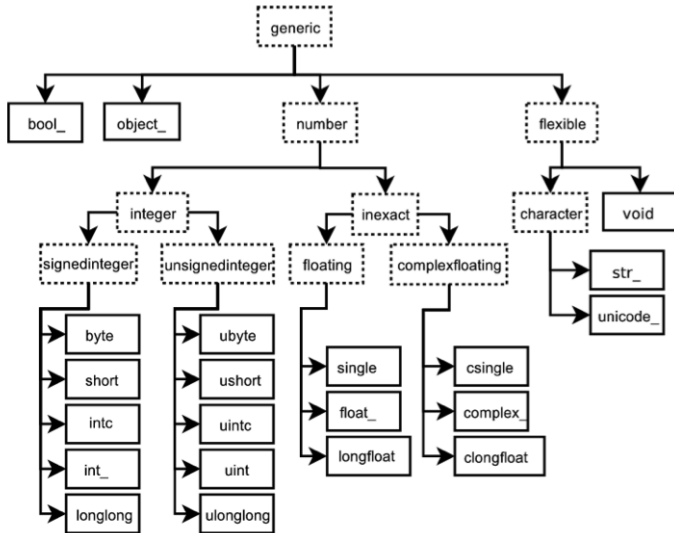 generic
bool_
object_
number
flexible
integer
inexact
character
void
signedinteger
unsignedinteger
floating
complexfloating
str_
unicode_
byte
ubyte
short
ushort
single
csingle
intc
uintc
float_
complex_
int_
uint
longfloat
clongfloat
longlong
ulonglong